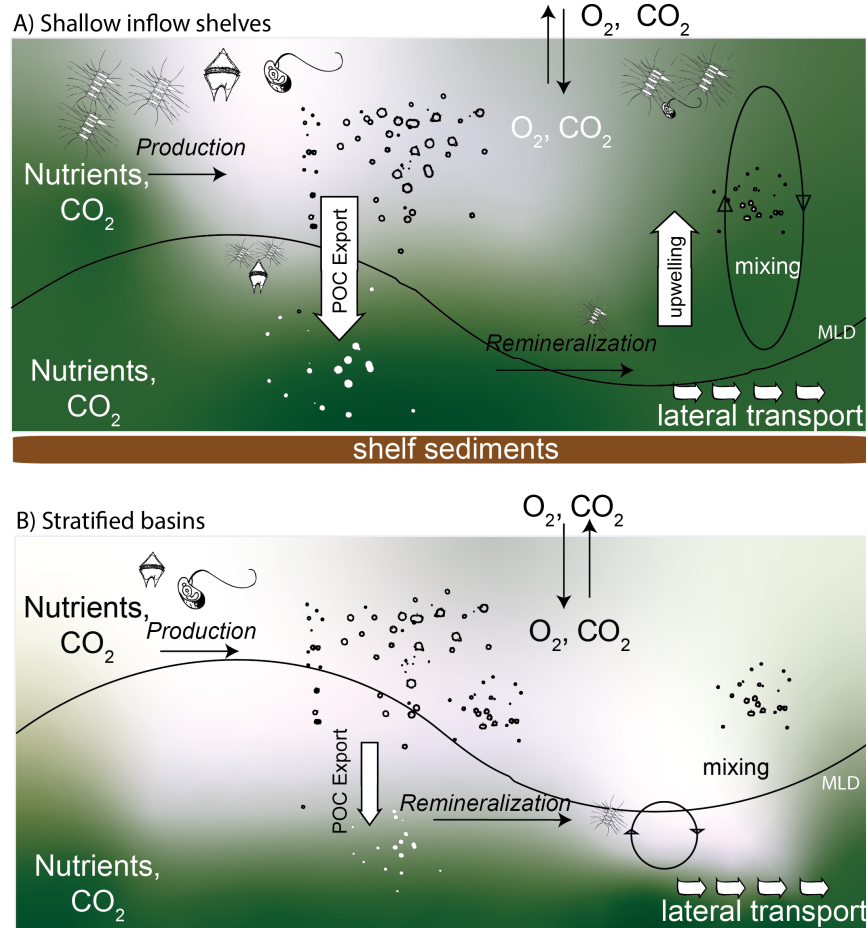 A) Shallow inflow shelves
O₂, CO₂
O₂, CO₂
Production
Nutrients,
CO₂
POC Export
upwelling
mixing
MLD
Remineralization
Nutrients,
CO₂
lateral transport
shelf sediments
B) Stratified basins
O₂, CO₂
Nutrients,
CO₂
Production
O₂, CO₂
POC Export
mixing
MLD
Remineralization
Nutrients,
CO₂
lateral transport